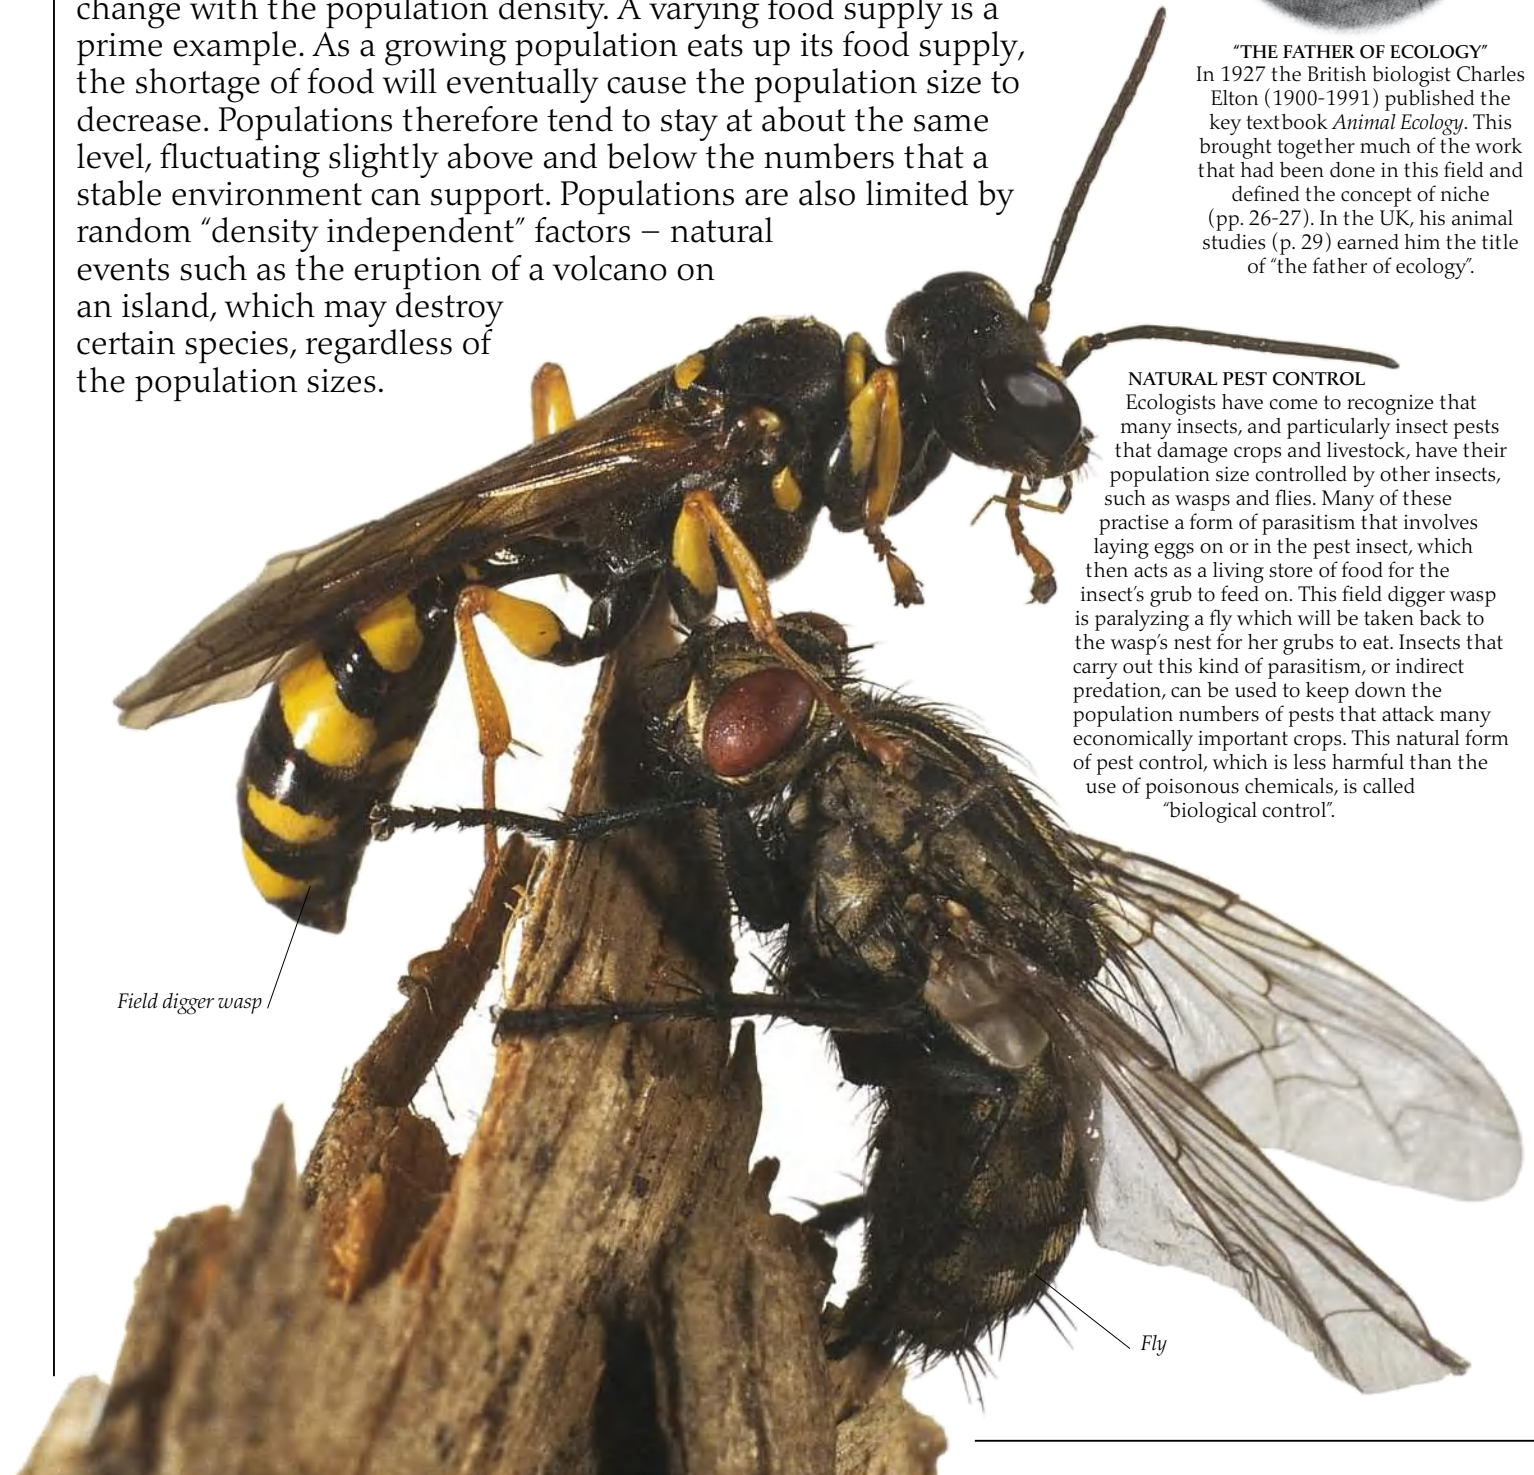 change with the population density. A varying food supply is a
prime example. As a growing population eats up its food supply,
the shortage of food will eventually cause the population size to
decrease. Populations therefore tend to stay at about the same
level, fluctuating slightly above and below the numbers that a
stable environment can support. Populations are also limited by
random “density independent” factors – natural
events such as the eruption of a volcano on
an island, which may destroy
certain species, regardless of
the population sizes.
“THE FATHER OF ECOLOGY”
In 1927 the British biologist Charles
Elton (1900-1991) published the
key textbook Animal Ecology. This
brought together much of the work
that had been done in this field and
defined the concept of niche
(pp. 26-27). In the UK, his animal
studies (p. 29) earned him the title
of “the father of ecology”.
NATURAL PEST CONTROL
Ecologists have come to recognize that
many insects, and particularly insect pests
that damage crops and livestock, have their
population size controlled by other insects,
such as wasps and flies. Many of these
practise a form of parasitism that involves
laying eggs on or in the pest insect, which
then acts as a living store of food for the
insect’s grub to feed on. This field digger wasp
is paralyzing a fly which will be taken back to
the wasp’s nest for her grubs to eat. Insects that
carry out this kind of parasitism, or indirect
predation, can be used to keep down the
population numbers of pests that attack many
economically important crops. This natural form
of pest control, which is less harmful than the
use of poisonous chemicals, is called
“biological control”.
Field digger wasp
Fly